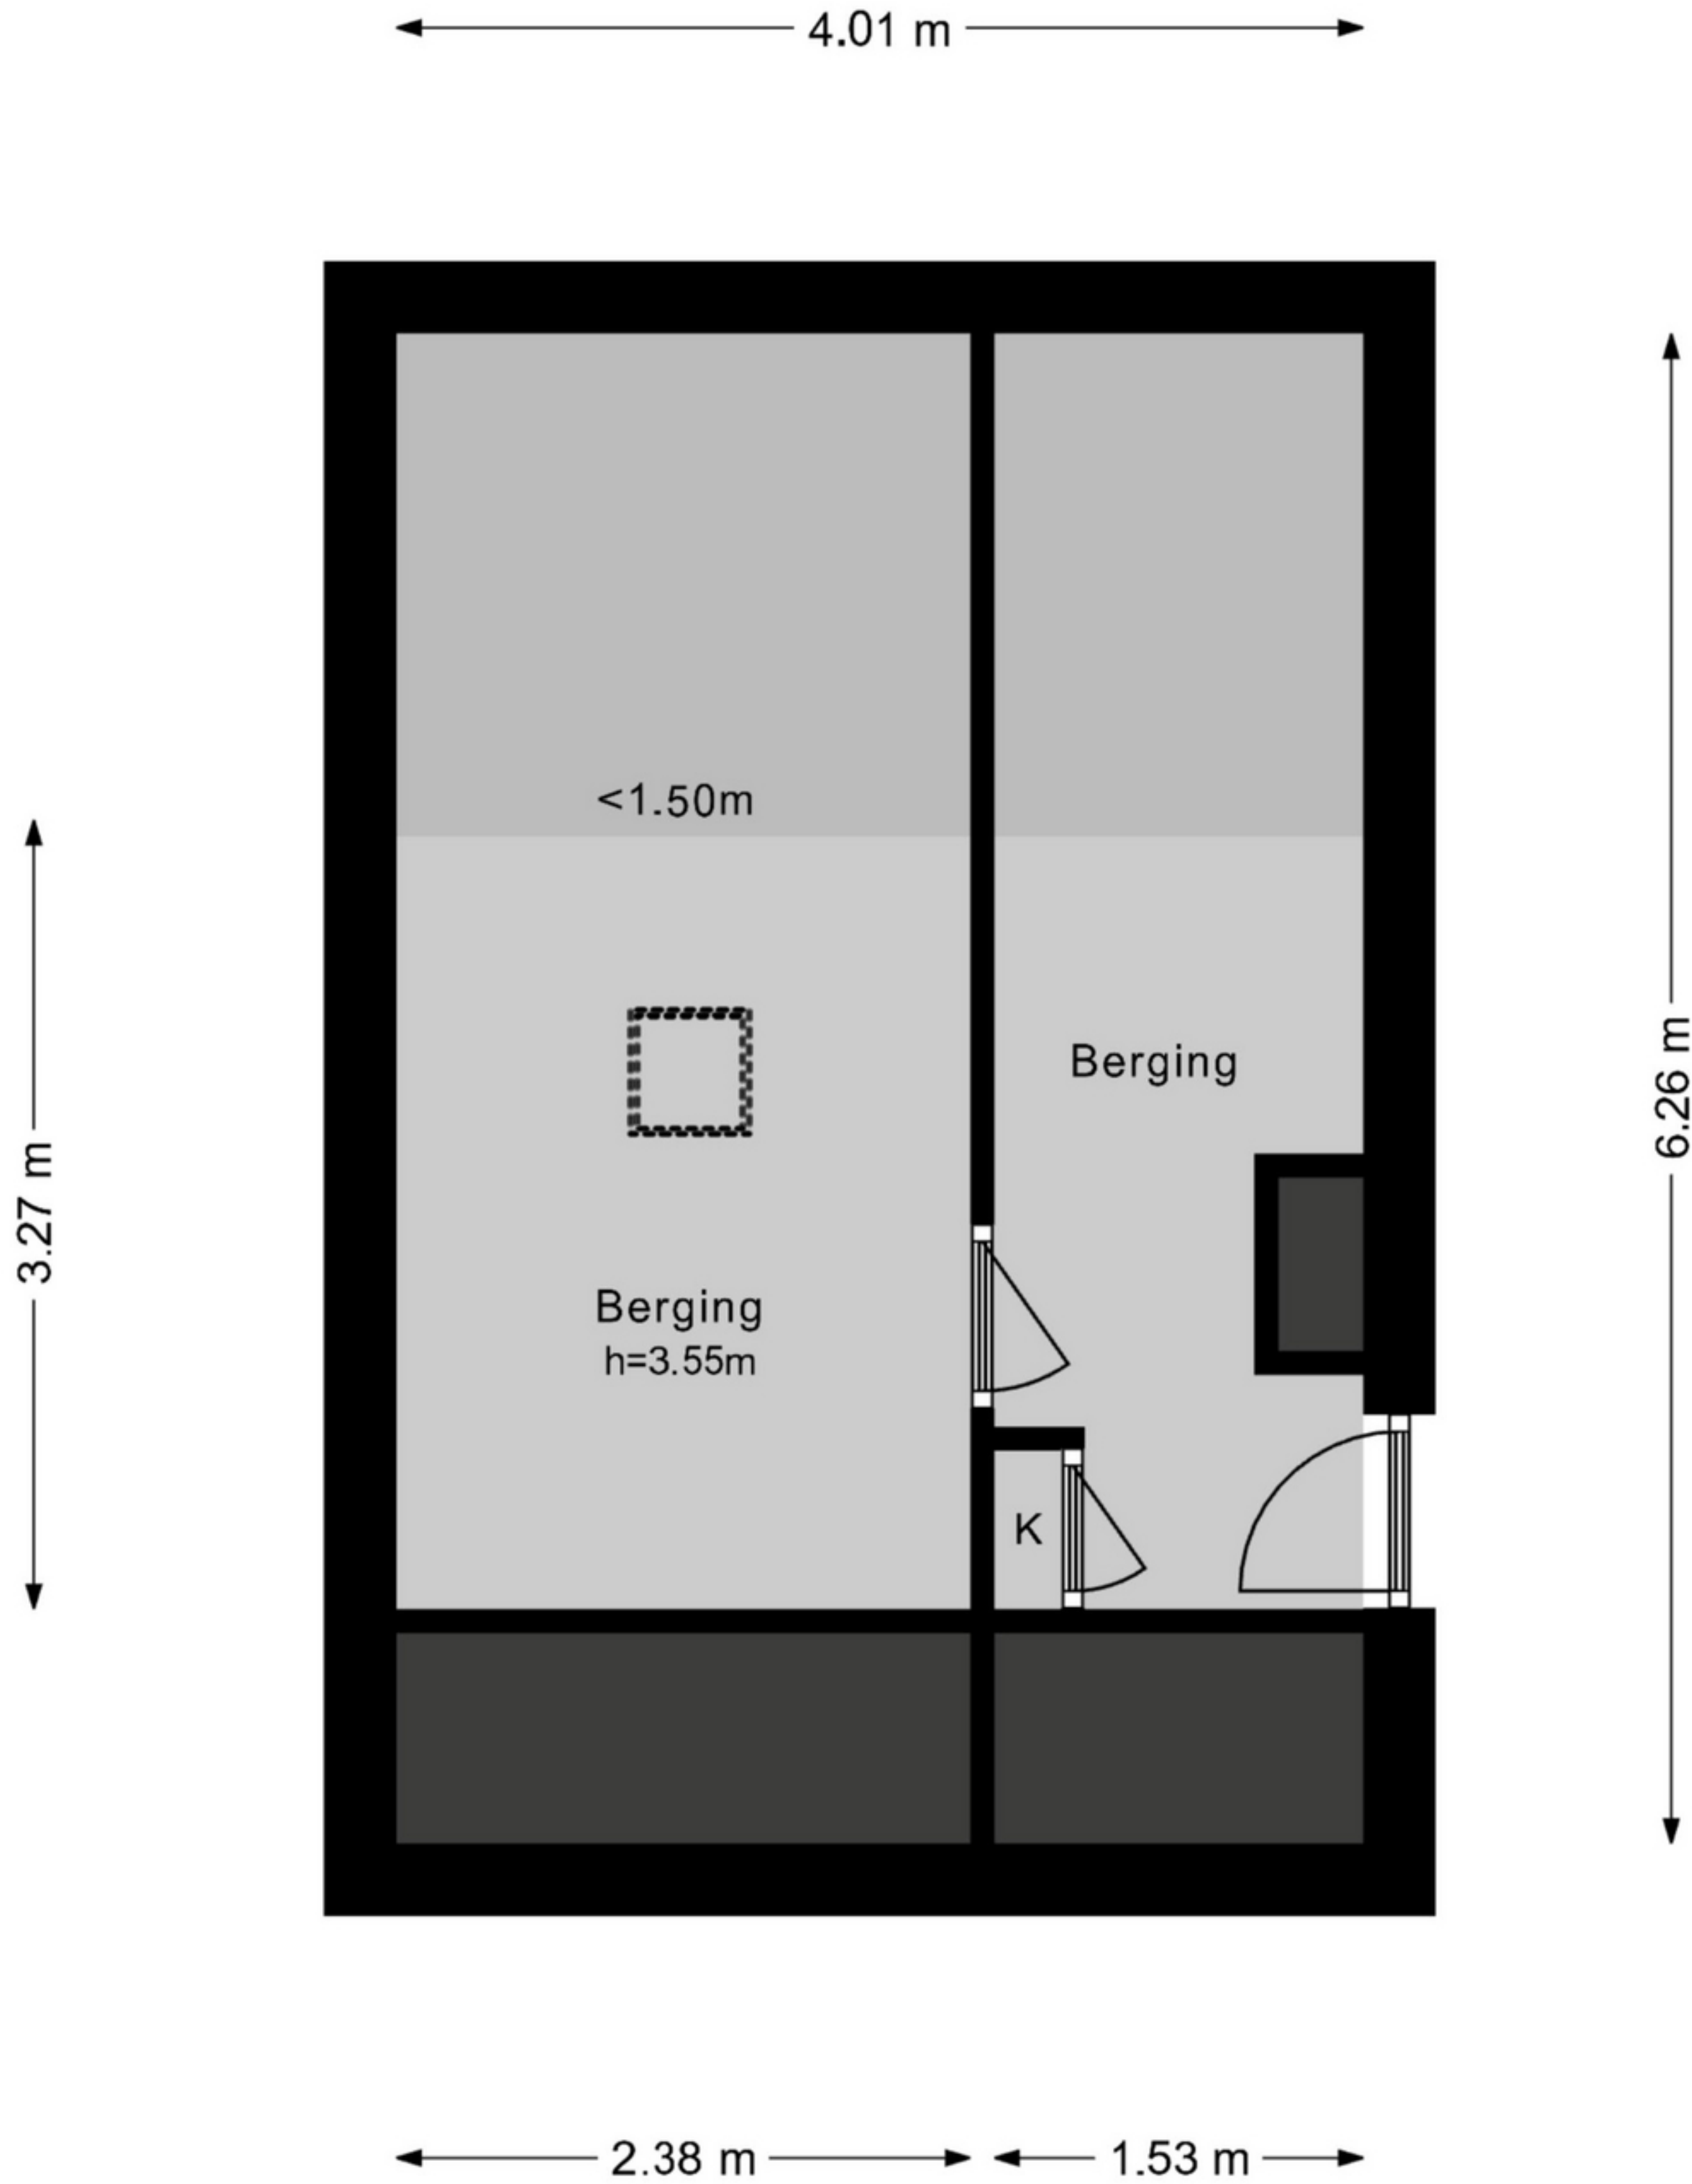 4.01 m
<1.50m
Berging
3.27 m
6.26 m
Berging
h=3.55m
K
2.38 m
1.53 m